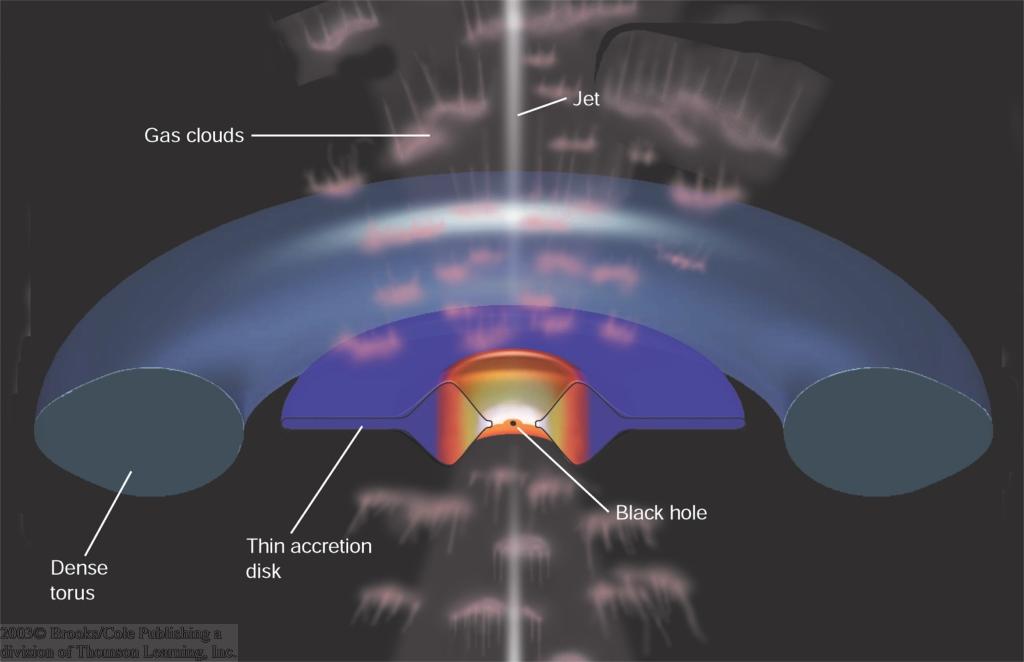 Jet
Gas clouds
Black hole
Thin accretion
disk
Dense
torus
2003© Brooks/Cole Publishing a
division of Thomson Learning, Inc.